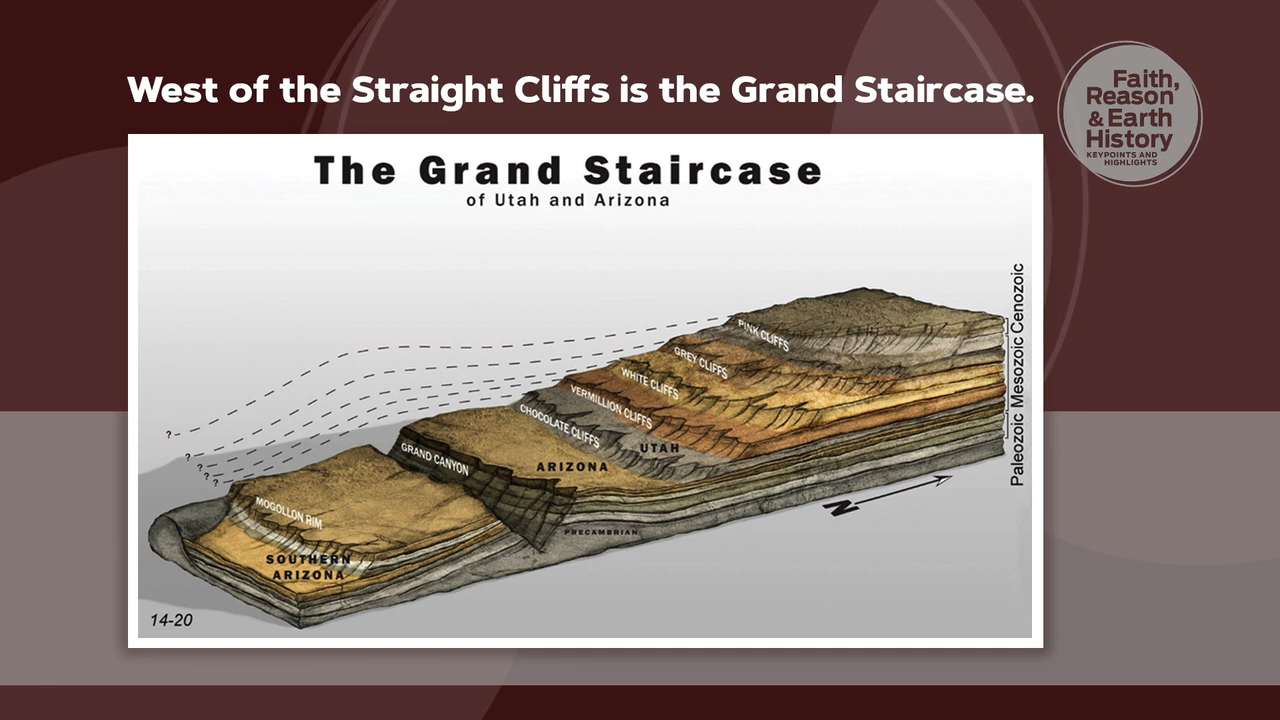 West of the Straight Cliffs is the Grand Staircase.
Faith,
Reason
& Earth
History
KEYPOINTS AND
HIGHLIGHTS
The Grand Staircase
of Utah and Arizona
PINK CLIFFS
GREY CLIFFS
WHITE CLIFFS
VERMILLION CLIFFS
CHOCOLATE CLIFFS
UTAH
GRAND CANYON
ARIZONA
MOGOLLON RIM
PRECAMBRIAN
SOUTHERN
ARIZONA
N
Paleozoic Mesozoic Cenozoic
?
?
?
?
?
14-20